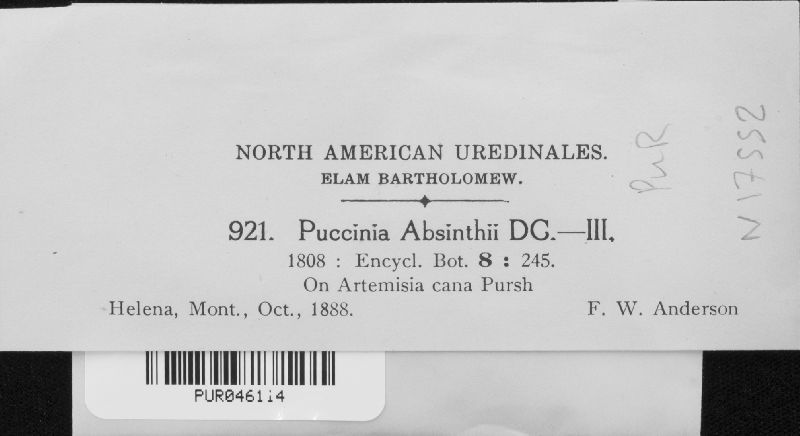 NORTH AMERICAN UREDINALES.
ELAM BARTHOLOMEW.
921. Puccinia Absinthii DC.—III.
1808 : Encycl. Bot. 8 : 245.
On Artemisia cana Pursh
Helena, Mont., Oct., 1888. F. W. Anderson
PUR
N17552
PUR046114